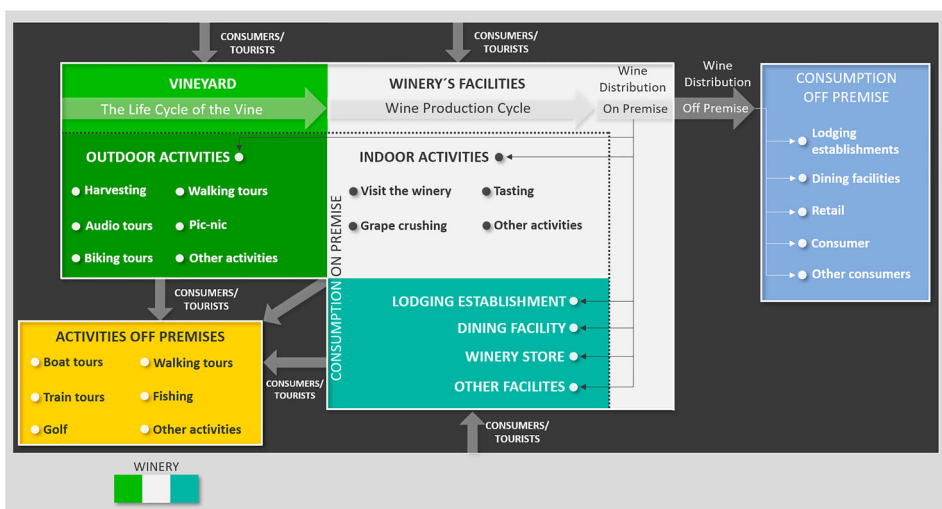 CONSUMERS/
TOURISTS
CONSUMERS/
TOURISTS
VINEYARD
The Life Cycle of the Vine
WINERY´S FACILITIES
Wine Production Cycle
Wine
Distribution
On Premise
Wine
Distribution
Off Premise
CONSUMPTION
OFF PREMISE
Lodging
establishments
Dining facilities
Retail
Consumer
Other consumers
OUTDOOR ACTIVITIES
Harvesting
Walking tours
Audio tours
Pic-nic
Biking tours
Other activities
INDOOR ACTIVITIES
Visit the winery
Tasting
Grape crushing
Other activities
CONSUMPTION ON PREMISE
LODGING ESTABLISHMENT
DINING FACILITY
WINERY STORE
OTHER FACILITES
CONSUMERS/
TOURISTS
ACTIVITIES OFF PREMISES
Boat tours
Walking tours
Train tours
Fishing
Golf
Other activities
CONSUMERS/
TOURISTS
CONSUMERS/
TOURISTS
WINERY